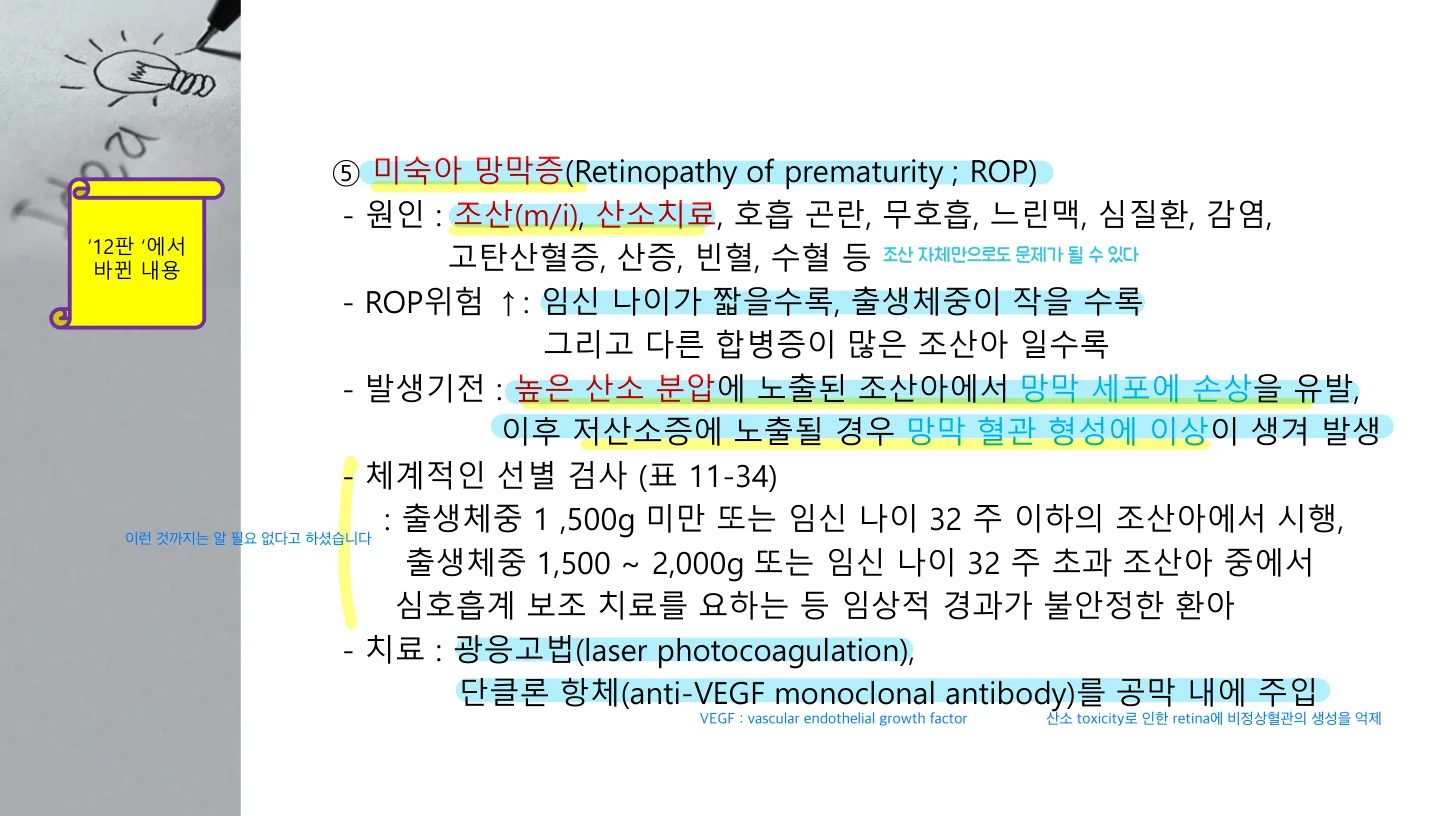 Idea
‘12판 ‘에서
바뀐 내용
⑤ 미숙아 망막증(Retinopathy of prematurity ; ROP)
- 원인 : 조산(m/i), 산소치료, 호흡 곤란, 무호흡, 느린맥, 심질환, 감염,
고탄산혈증, 산증, 빈혈, 수혈 등 조산 자체만으로도 문제가 될 수 있다
- ROP위험 ↑: 임신 나이가 짧을수록, 출생체중이 작을 수록
그리고 다른 합병증이 많은 조산아 일수록
- 발생기전 : 높은 산소 분압에 노출된 조산아에서 망막 세포에 손상을 유발,
이후 저산소증에 노출될 경우 망막 혈관 형성에 이상이 생겨 발생
- 체계적인 선별 검사 (표 11-34)
: 출생체중 1 ,500g 미만 또는 임신 나이 32 주 이하의 조산아에서 시행,
이런 것까지는 알 필요 없다고 하셨습니다
출생체중 1,500 ~ 2,000g 또는 임신 나이 32 주 초과 조산아 중에서
심호흡계 보조 치료를 요하는 등 임상적 경과가 불안정한 환아
- 치료 : 광응고법(laser photocoagulation),
단클론 항체(anti-VEGF monoclonal antibody)를 공막 내에 주입
VEGF : vascular endothelial growth factor
산소 toxicity로 인한 retina에 비정상혈관의 생성을 억제